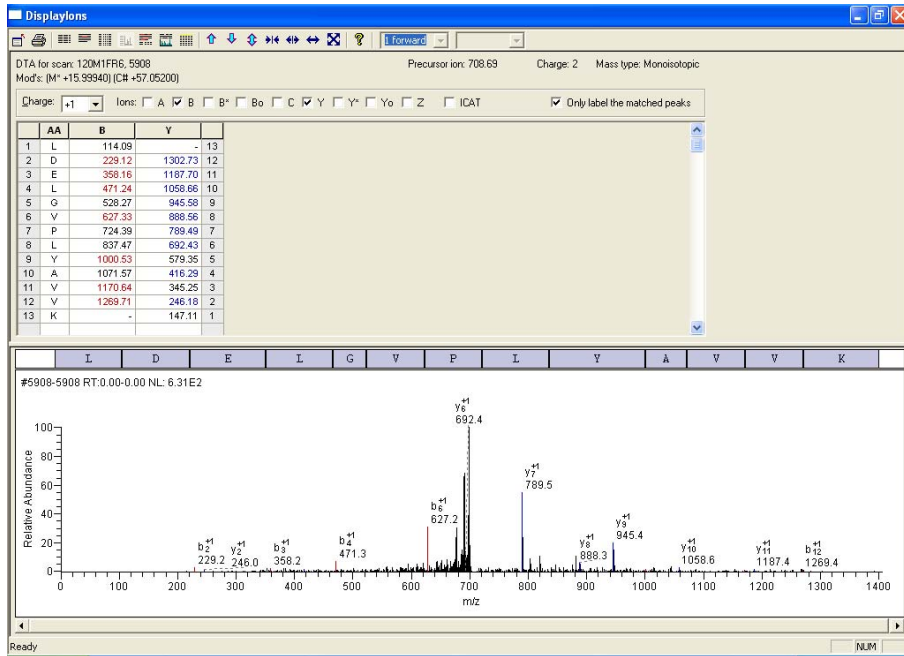 DisplayIons
1 forward
DTA for scan: 120M1FR6, 5908 Precursor ion: 708.69 Charge: 2 Mass type: Monoisotopic
Mod's: (M* +15.99940) (C# +57.05200)
Charge: +1 Ions: A B B* Bo C Y Y* Yo Z ICAT Only label the matched peaks
AA B Y
1 L 114.09 - 13
2 D 229.12 1302.73 12
3 E 358.16 1187.70 11
4 L 471.24 1058.66 10
5 G 528.27 945.58 9
6 V 627.33 888.56 8
7 P 724.39 789.49 7
8 L 837.47 692.43 6
9 Y 1000.53 579.35 5
10 A 1071.57 416.29 4
11 V 1170.64 345.25 3
12 V 1269.71 246.18 2
13 K - 147.11 1
L D E L G V P L Y A V V K
#5908-5908 RT:0.00-0.00 NL: 6.31E2
y6+1
692.4
y7+1
789.5
b6+1
627.2
b2+1
229.2
y2+1
246.0
b3+1
358.2
b4+1
471.3
y8+1
888.3
y9+1
945.4
y10+1
1058.6
y11+1
1187.4
b12+1
1269.4
Relative Abundance
100
80
60
40
20
0
0 100 200 300 400 500 600 700 800 900 1000 1100 1200 1300 1400
m/z
Ready NUM